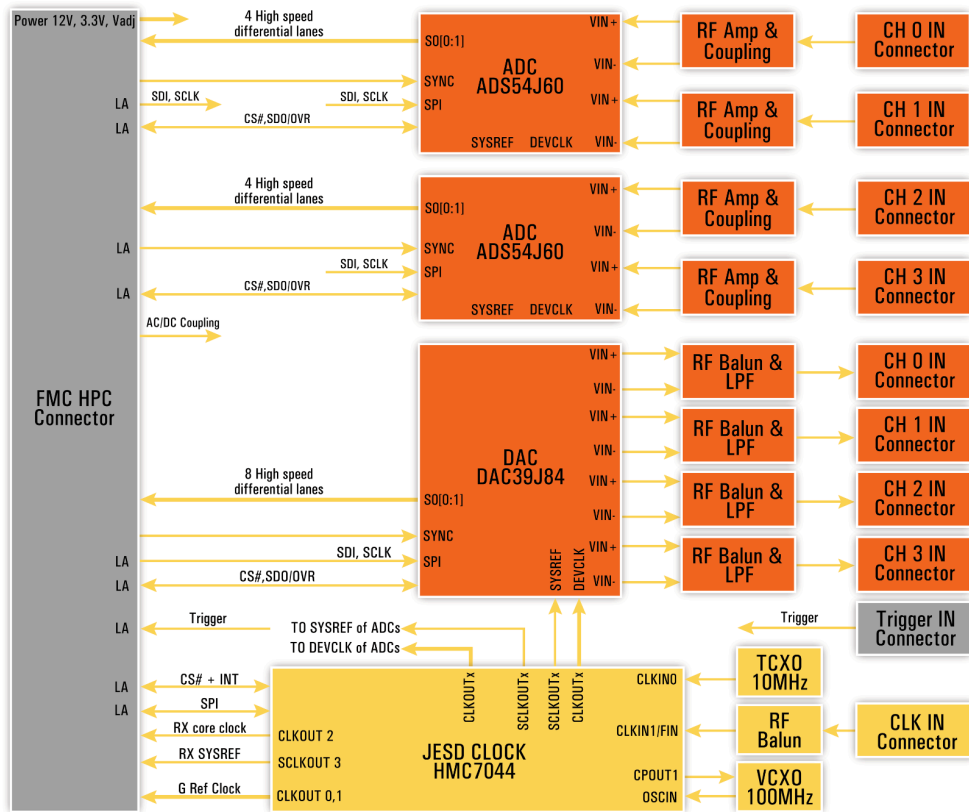 Power 12V, 3.3V, Vadj
4 High speed
differential lanes
SO[0:1]
SYNC
LA
SDI, SCLK
SDI, SCLK
SPI
LA
CS#,SDO/OVR
ADC
ADS54J60
SYSREF
DEVCLK
VIN+
VIN-
VIN+
VIN-
RF Amp &
Coupling
CH 0 IN
Connector
RF Amp &
Coupling
CH 1 IN
Connector
4 High speed
differential lanes
SO[0:1]
LA
SYNC
SDI, SCLK
SPI
LA
CS#,SDO/OVR
ADC
ADS54J60
SYSREF
DEVCLK
VIN+
VIN-
VIN+
VIN-
RF Amp &
Coupling
CH 2 IN
Connector
RF Amp &
Coupling
CH 3 IN
Connector
AC/DC Coupling
FMC HPC
Connector
8 High speed
differential lanes
SO[0:1]
SYNC
LA
SDI, SCLK
SPI
LA
CS#,SDO/OVR
DAC
DAC39J84
SYSREF
DEVCLK
VIN+
VIN-
VIN+
VIN-
VIN+
VIN-
VIN+
VIN-
RF Balun &
LPF
CH 0 IN
Connector
RF Balun &
LPF
CH 1 IN
Connector
RF Balun &
LPF
CH 2 IN
Connector
RF Balun &
LPF
CH 3 IN
Connector
LA
Trigger
TO SYSREF of ADCs
TO DEVCLK of ADCs
Trigger
Trigger IN
Connector
LA
CS# + INT
LA
SPI
RX core clock
CLKOUT 2
RX SYSREF
SCLKOUT 3
G Ref Clock
CLKOUT 0,1
CLKOUTx
SCLKOUTx
SCLKOUTx
CLKOUTx
JESD CLOCK
HMC7044
CLKIN0
CLKIN1/FIN
CPOUT1
OSCIN
TCXO
10MHz
RF
Balun
CLK IN
Connector
VCXO
100MHz